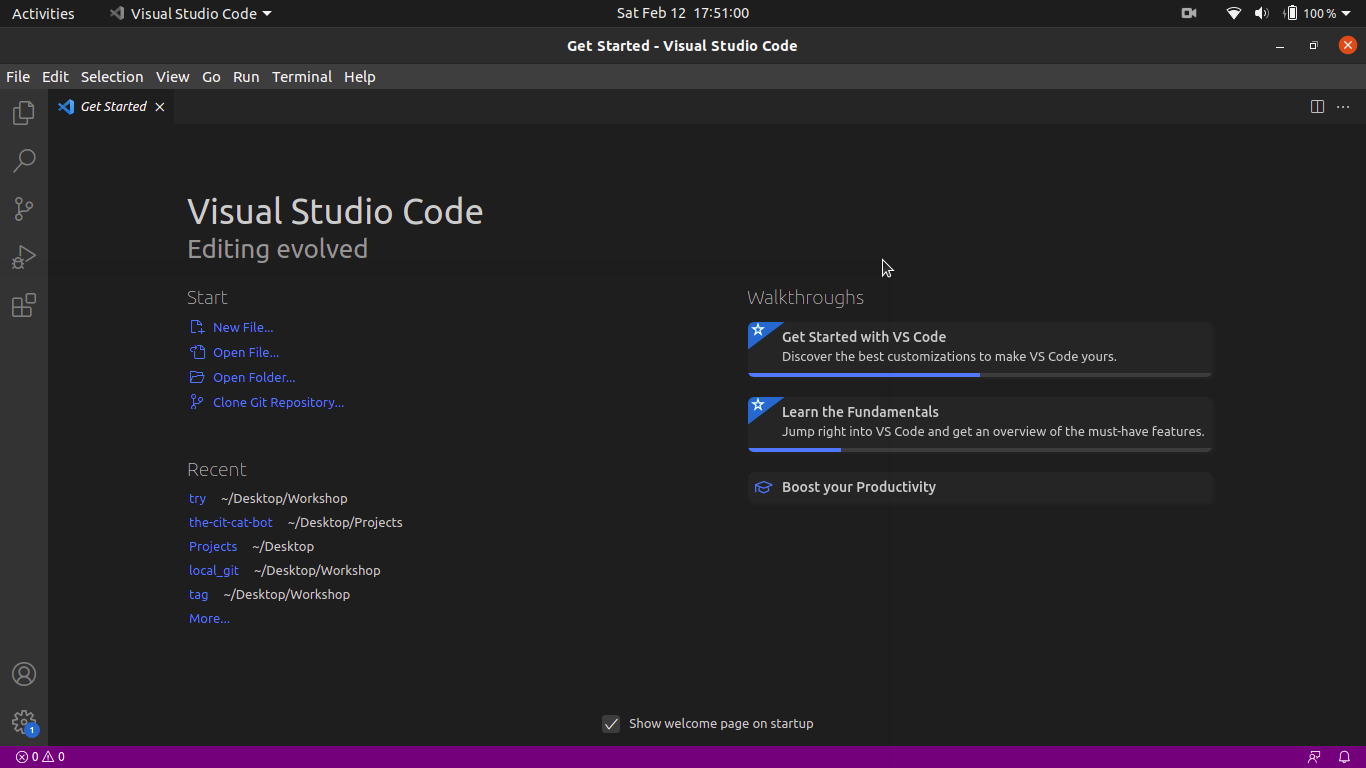 Activities Visual Studio Code Sat Feb 12 17:51:00 100 %
Get Started - Visual Studio Code
File Edit Selection View Go Run Terminal Help
Get Started
Visual Studio Code
Editing evolved
Start
New File...
Open File...
Open Folder...
Clone Git Repository...
Recent
try ~/Desktop/Workshop
the-cit-cat-bot ~/Desktop/Projects
Projects ~/Desktop
local_git ~/Desktop/Workshop
tag ~/Desktop/Workshop
More...
Walkthroughs
Get Started with VS Code
Discover the best customizations to make VS Code yours.
Learn the Fundamentals
Jump right into VS Code and get an overview of the must-have features.
Boost your Productivity
Show welcome page on startup
1
0 0